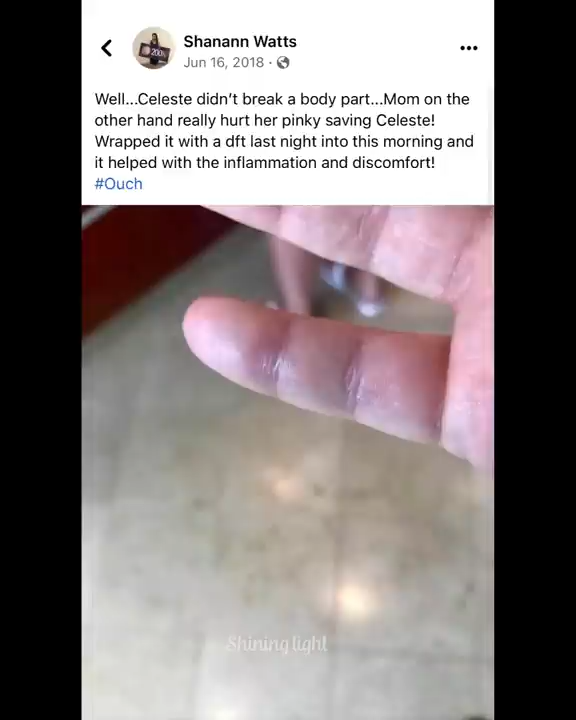 Shanann Watts
Jun 16, 2018 ·
Well...Celeste didn’t break a body part...Mom on the
other hand really hurt her pinky saving Celeste!
Wrapped it with a dft last night into this morning and
it helped with the inflammation and discomfort!
#Ouch
200%
Shining light